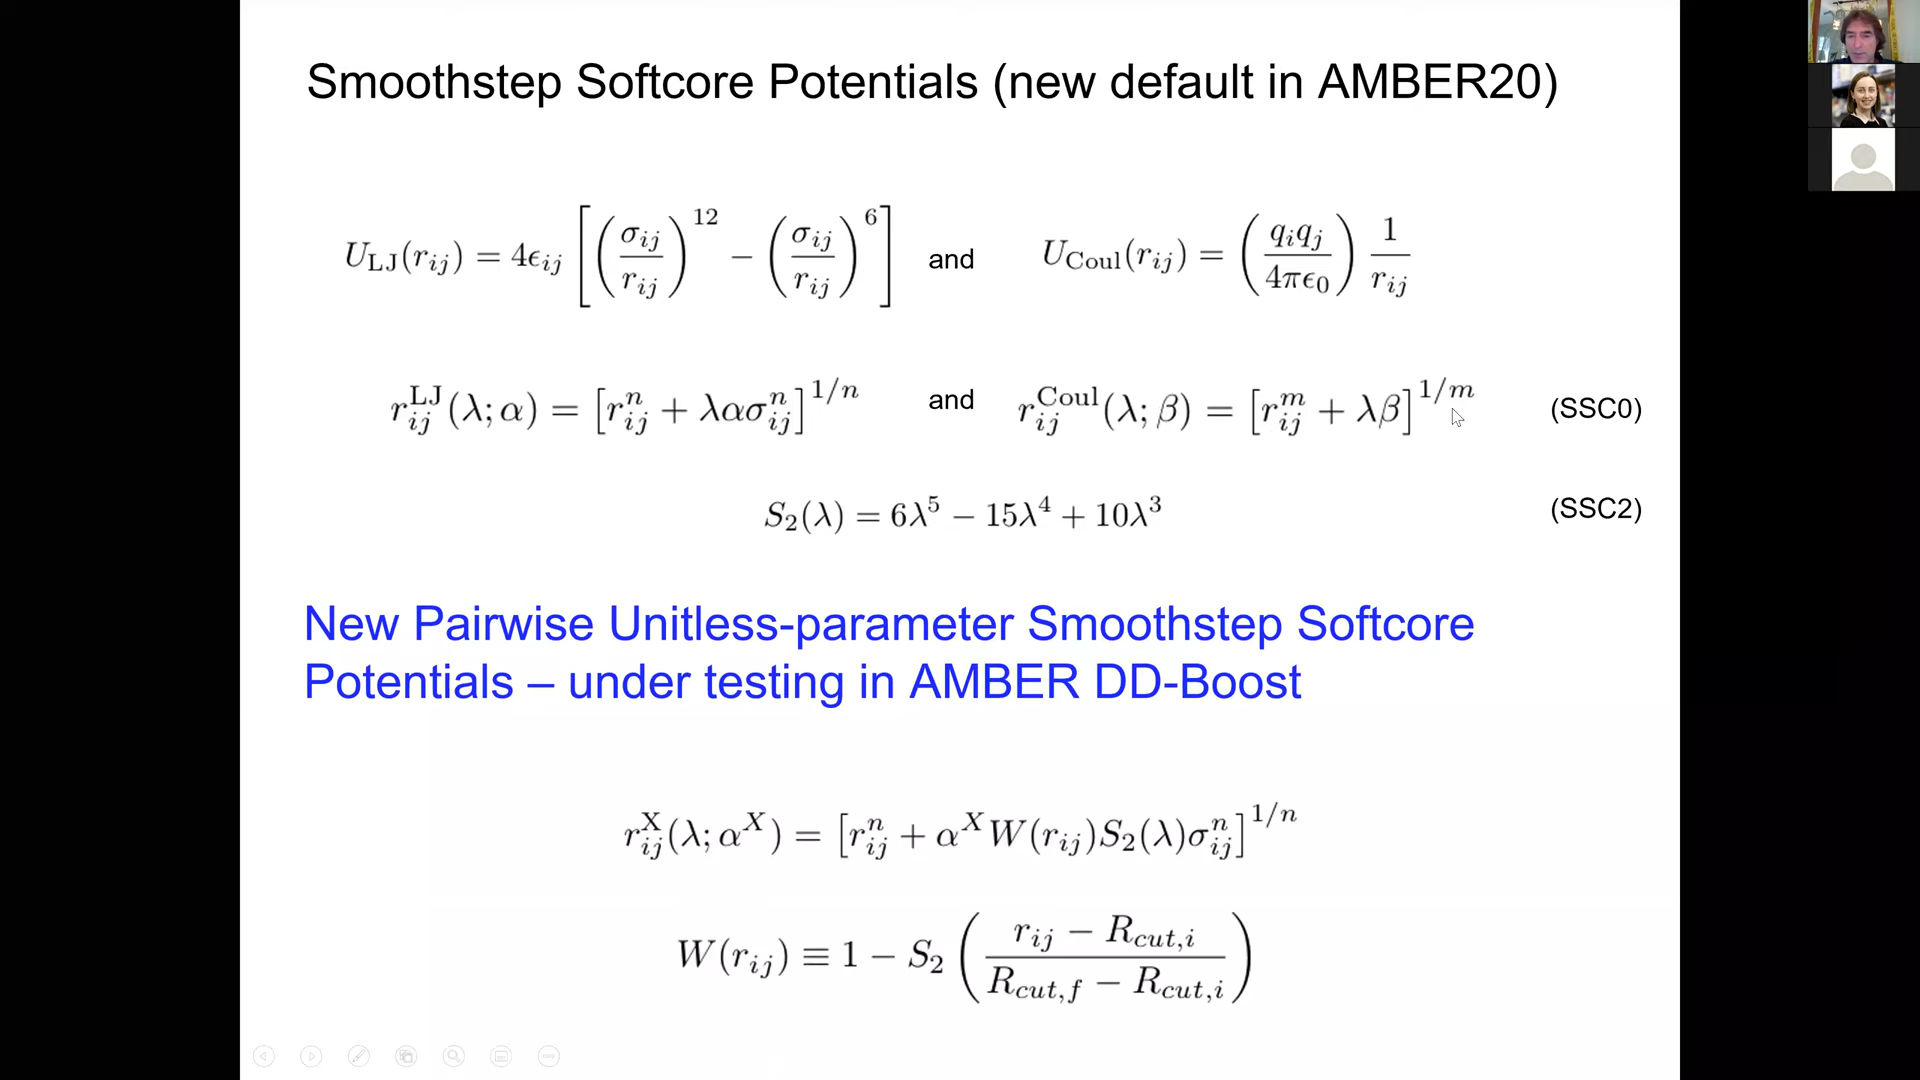 Smoothstep Softcore Potentials (new default in AMBER20)
U_LJ(r_ij) = 4ϵ_ij [(σ_ij/r_ij)^12 − (σ_ij/r_ij)^6] and U_Coul(r_ij) = (q_i q_j/4πϵ_0) 1/r_ij
r_ij^LJ(λ; α) = [r_ij^n + λασ_ij^n]^1/n and r_ij^Coul(λ; β) = [r_ij^m + λβ]^1/m (SSC0)
S_2(λ) = 6λ^5 − 15λ^4 + 10λ^3 (SSC2)
New Pairwise Unitless-parameter Smoothstep Softcore
Potentials – under testing in AMBER DD-Boost
r_ij^X(λ; α^X) = [r_ij^n + α^X W(r_ij)S_2(λ)σ_ij^n]^1/n
W(r_ij) ≡ 1 − S_2 ((r_ij − R_cut,i)/(R_cut,f − R_cut,i))